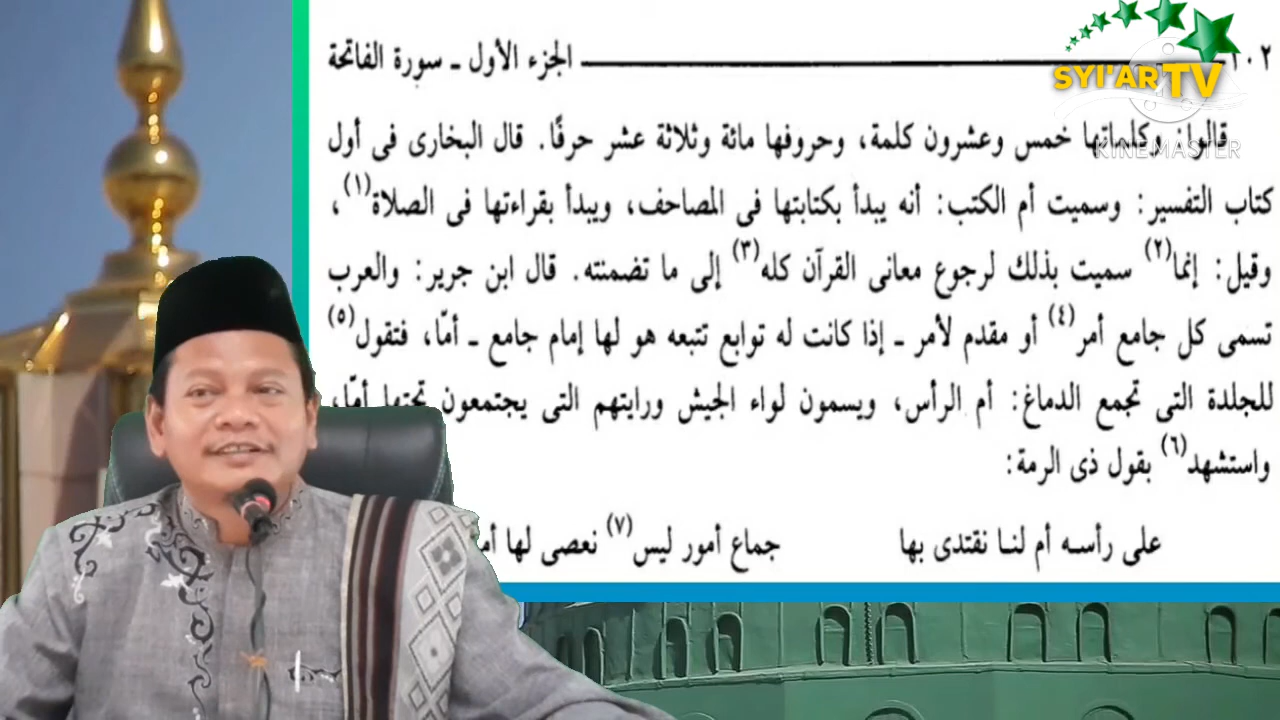 ١٠٢ ـــــ الجزء الأول ـ سورة الفاتحة
SYI'AR TV
KINEMASTER
قالوا: وكلماتها خمس وعشرون كلمة، وحروفها مائة وثلاثة عشر حرفًا. قال البخارى فى أول
كتاب التفسير: وسميت أم الكتب: أنه يبدأ بكتابتها فى المصاحف، ويبدأ بقراءتها فى الصلاة(١)،
وقيل: إنما(٢) سميت بذلك لرجوع معانى القرآن كله(٣) إلى ما تضمنته. قال ابن جرير: والعرب
تسمى كل جامع أمر(٤) أو مقدم لأمر ـ إذا كانت له توابع تتبعه هو لها إمام جامع ـ أمّا، فتقول(٥)
للجلدة التى تجمع الدماغ: أم الرأس، ويسمون لواء الجيش ورايتهم التى يجتمعون تحتها أمّا،
واستشهد(٦) بقول ذى الرمة:
على رأسـه أم لنـا نقتدى بها جماع أمور ليس(٧) نعصى لها